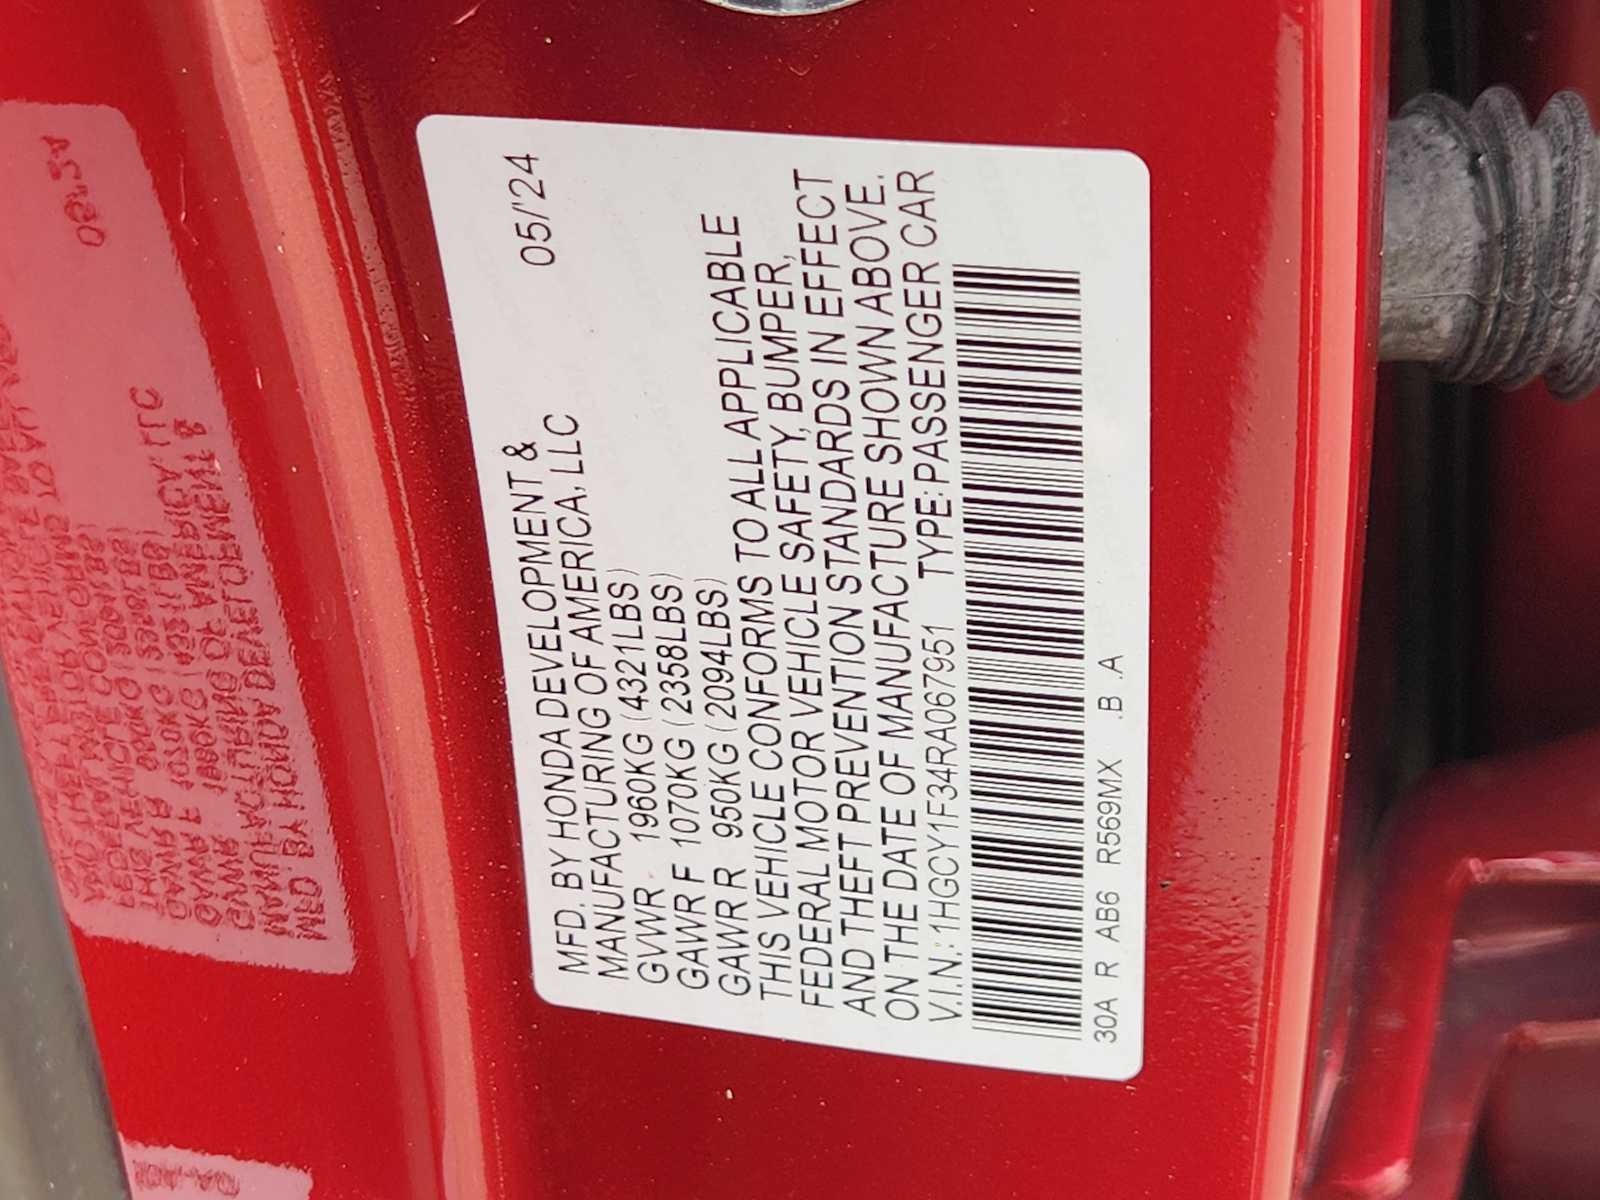 MFD. BY HONDA DEVELOPMENT & 05/'24
MANUFACTURING OF AMERICA, LLC
GVWR 1960KG (4321LBS)
GAWR F 1070KG (2358LBS)
GAWR R 950KG (2094LBS)
THIS VEHICLE CONFORMS TO ALL APPLICABLE
FEDERAL MOTOR VEHICLE SAFETY, BUMPER,
AND THEFT PREVENTION STANDARDS IN EFFECT
ON THE DATE OF MANUFACTURE SHOWN ABOVE.
V.I.N.: 1HGCY1F34RA067951 TYPE: PASSENGER CAR
30A R AB6 R569MX .B .A